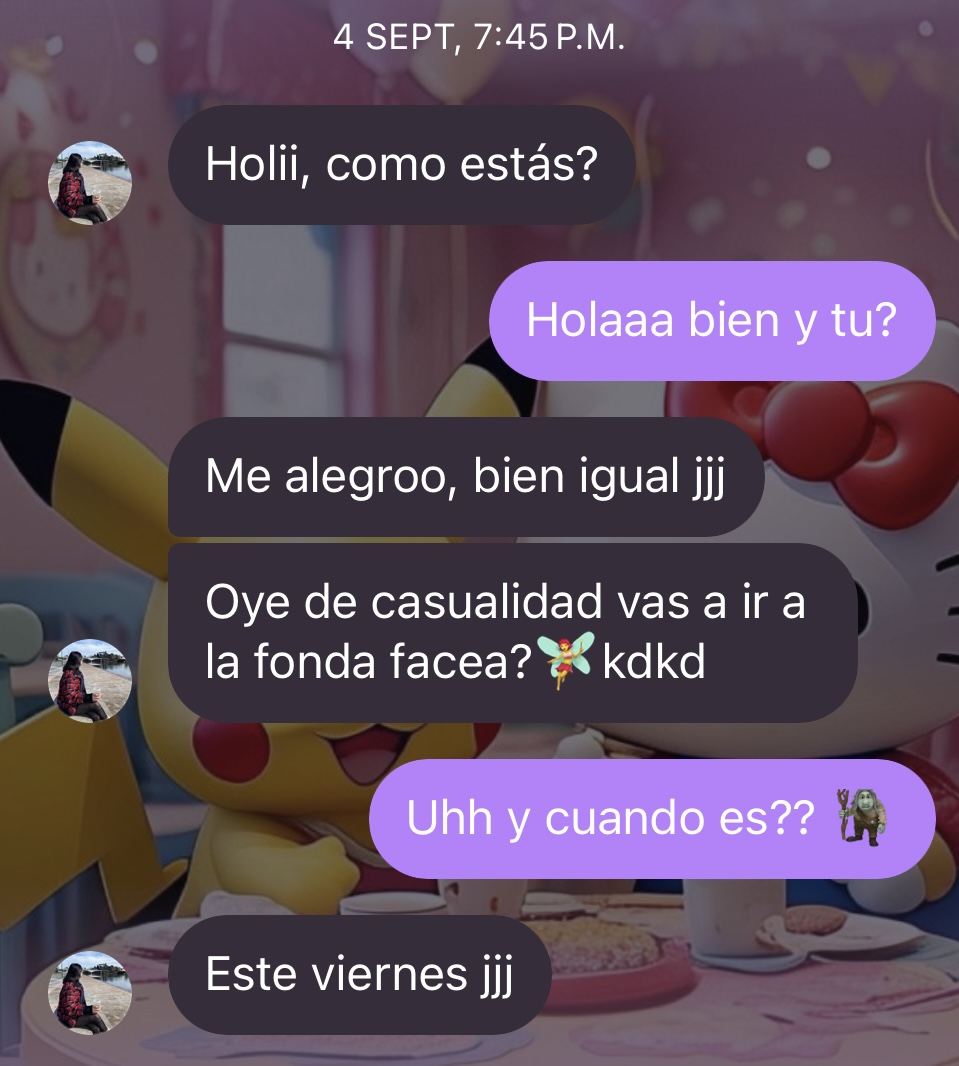 4 SEPT, 7:45 P.M.
Holii, como estás?
Holaaa bien y tu?
Me alegroo, bien igual jjj
Oye de casualidad vas a ir a
la fonda facea?🧚‍♀️kdkd
Uhh y cuando es?? 🧌
Este viernes jjj